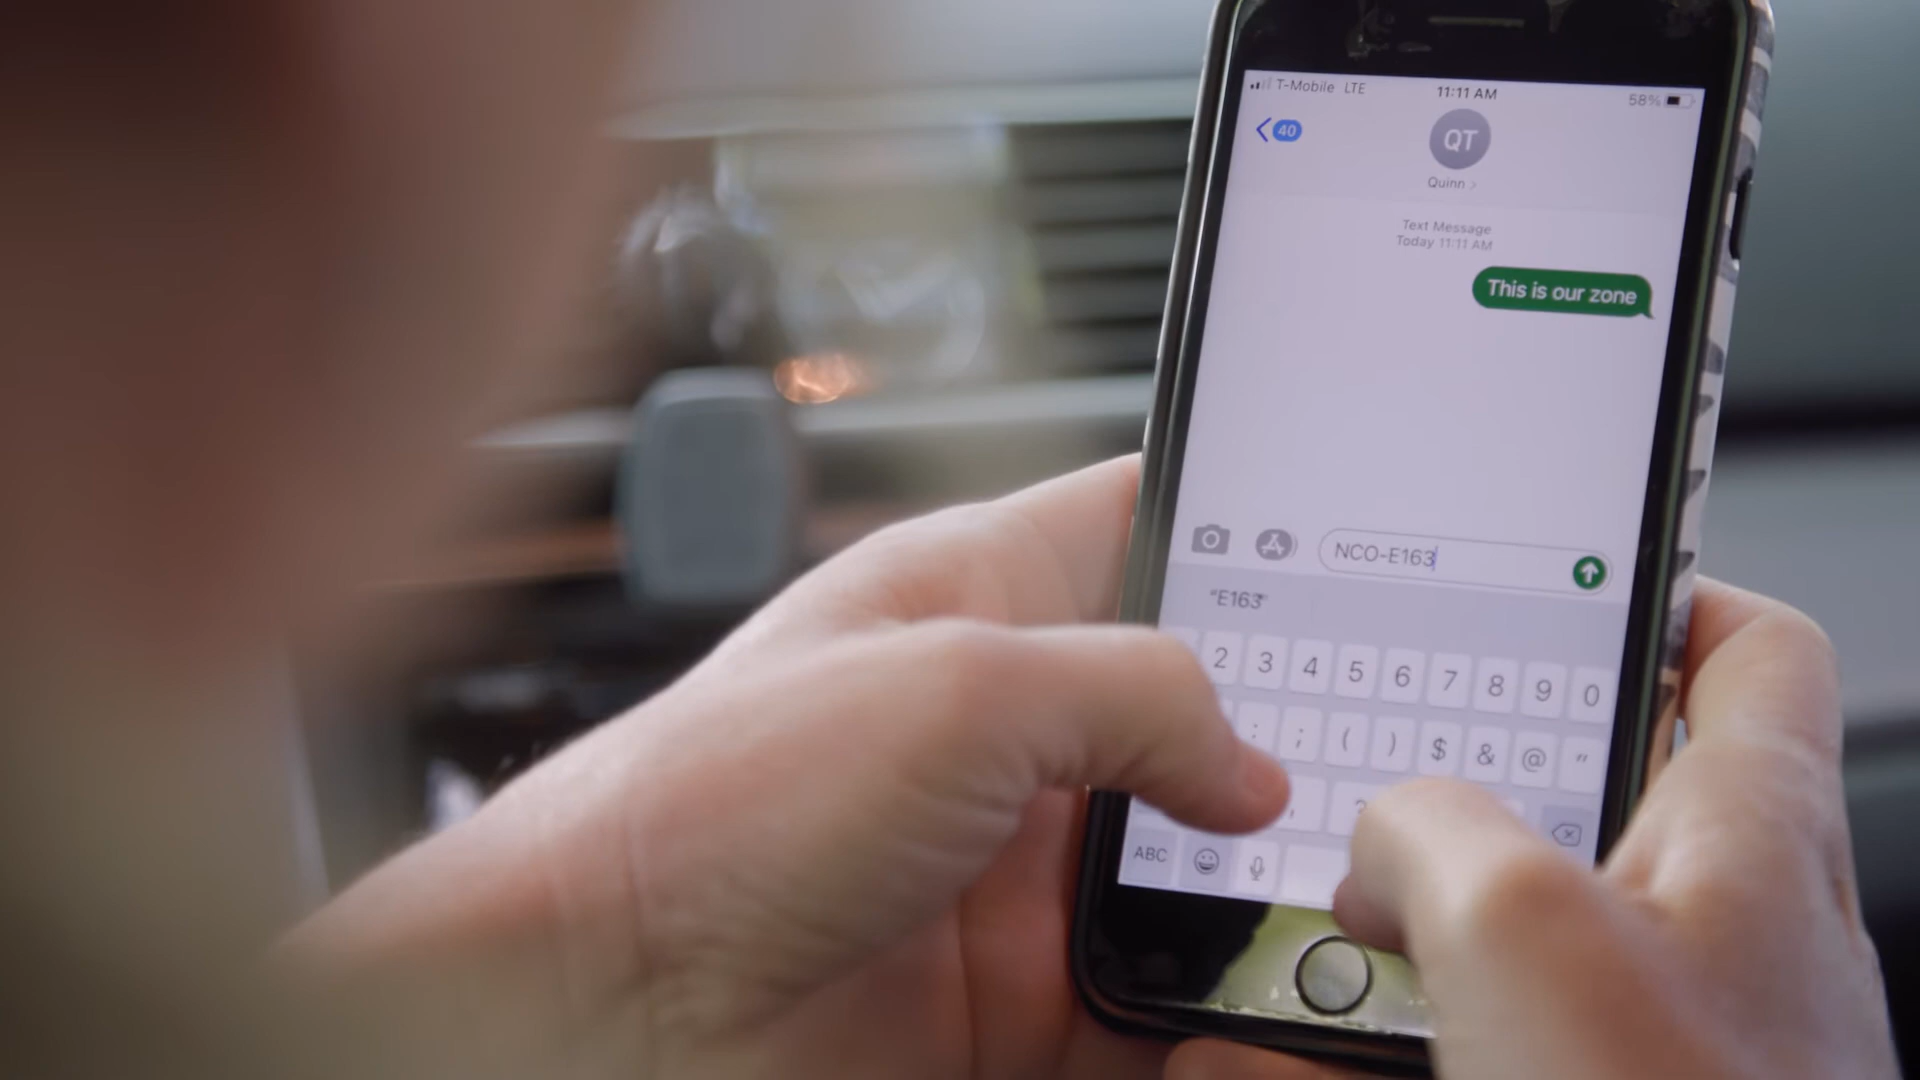 T-Mobile LTE
11:11 AM
58%
40
QT
Quinn >
Text Message
Today 11:11 AM
This is our zone
NCO-E163
"E163"
2 3 4 5 6 7 8 9 0
: ; ( ) $ & @ "
, ?
ABC